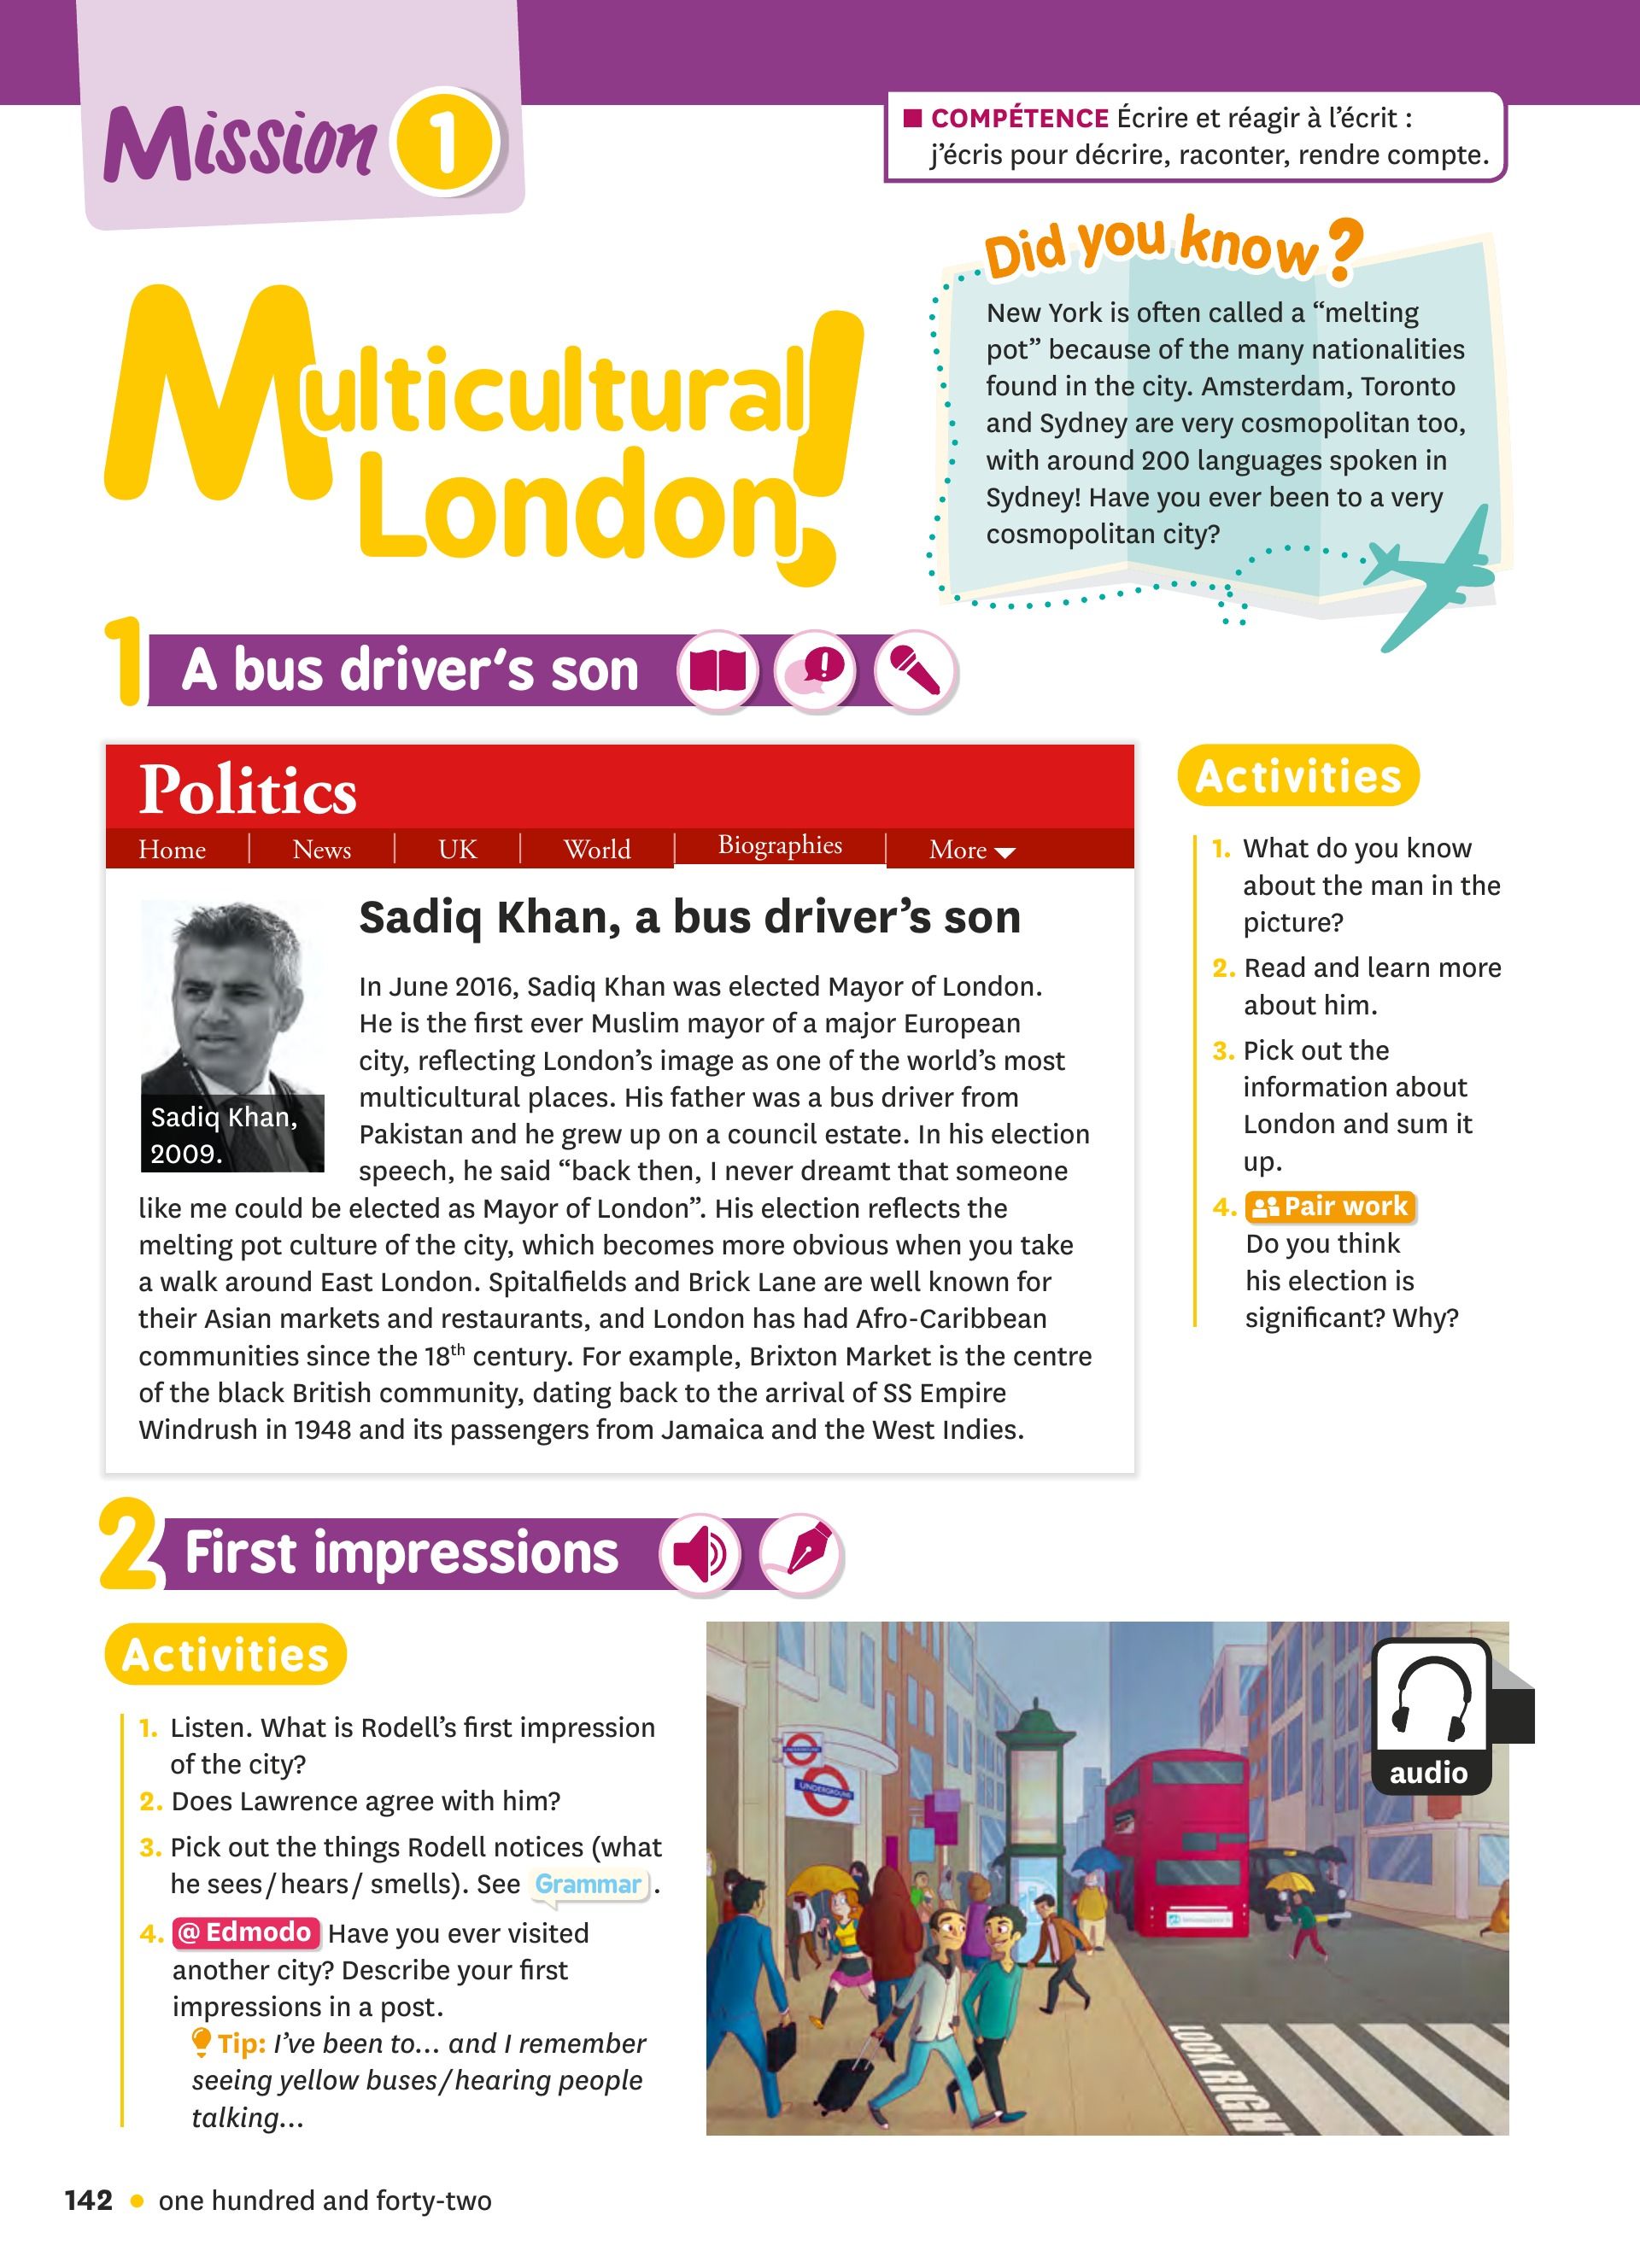 Mission 1
■ COMPÉTENCE Écrire et réagir à l'écrit :
j'écris pour décrire, raconter, rendre compte.
Multicultural
London!
Did you know?
New York is often called a “melting
pot” because of the many nationalities
found in the city. Amsterdam, Toronto
and Sydney are very cosmopolitan too,
with around 200 languages spoken in
Sydney! Have you ever been to a very
cosmopolitan city?
1 A bus driver's son
Politics
Home | News | UK | World | Biographies | More
Sadiq Khan, a bus driver's son
Sadiq Khan,
2009.
In June 2016, Sadiq Khan was elected Mayor of London.
He is the first ever Muslim mayor of a major European
city, reflecting London's image as one of the world's most
multicultural places. His father was a bus driver from
Pakistan and he grew up on a council estate. In his election
speech, he said “back then, I never dreamt that someone
like me could be elected as Mayor of London”. His election reflects the
melting pot culture of the city, which becomes more obvious when you take
a walk around East London. Spitalfields and Brick Lane are well known for
their Asian markets and restaurants, and London has had Afro-Caribbean
communities since the 18th century. For example, Brixton Market is the centre
of the black British community, dating back to the arrival of SS Empire
Windrush in 1948 and its passengers from Jamaica and the West Indies.
Activities
1. What do you know
about the man in the
picture?
2. Read and learn more
about him.
3. Pick out the
information about
London and sum it
up.
4. Pair work
Do you think
his election is
significant? Why?
2 First impressions
Activities
1. Listen. What is Rodell's first impression
of the city?
2. Does Lawrence agree with him?
3. Pick out the things Rodell notices (what
he sees/hears/ smells). See Grammar.
4. @ Edmodo Have you ever visited
another city? Describe your first
impressions in a post.
Tip: I've been to... and I remember
seeing yellow buses/hearing people
talking...
UNDERGROUND
UNDERGROUND
audio
LOOK RIGHT
142 • one hundred and forty-two